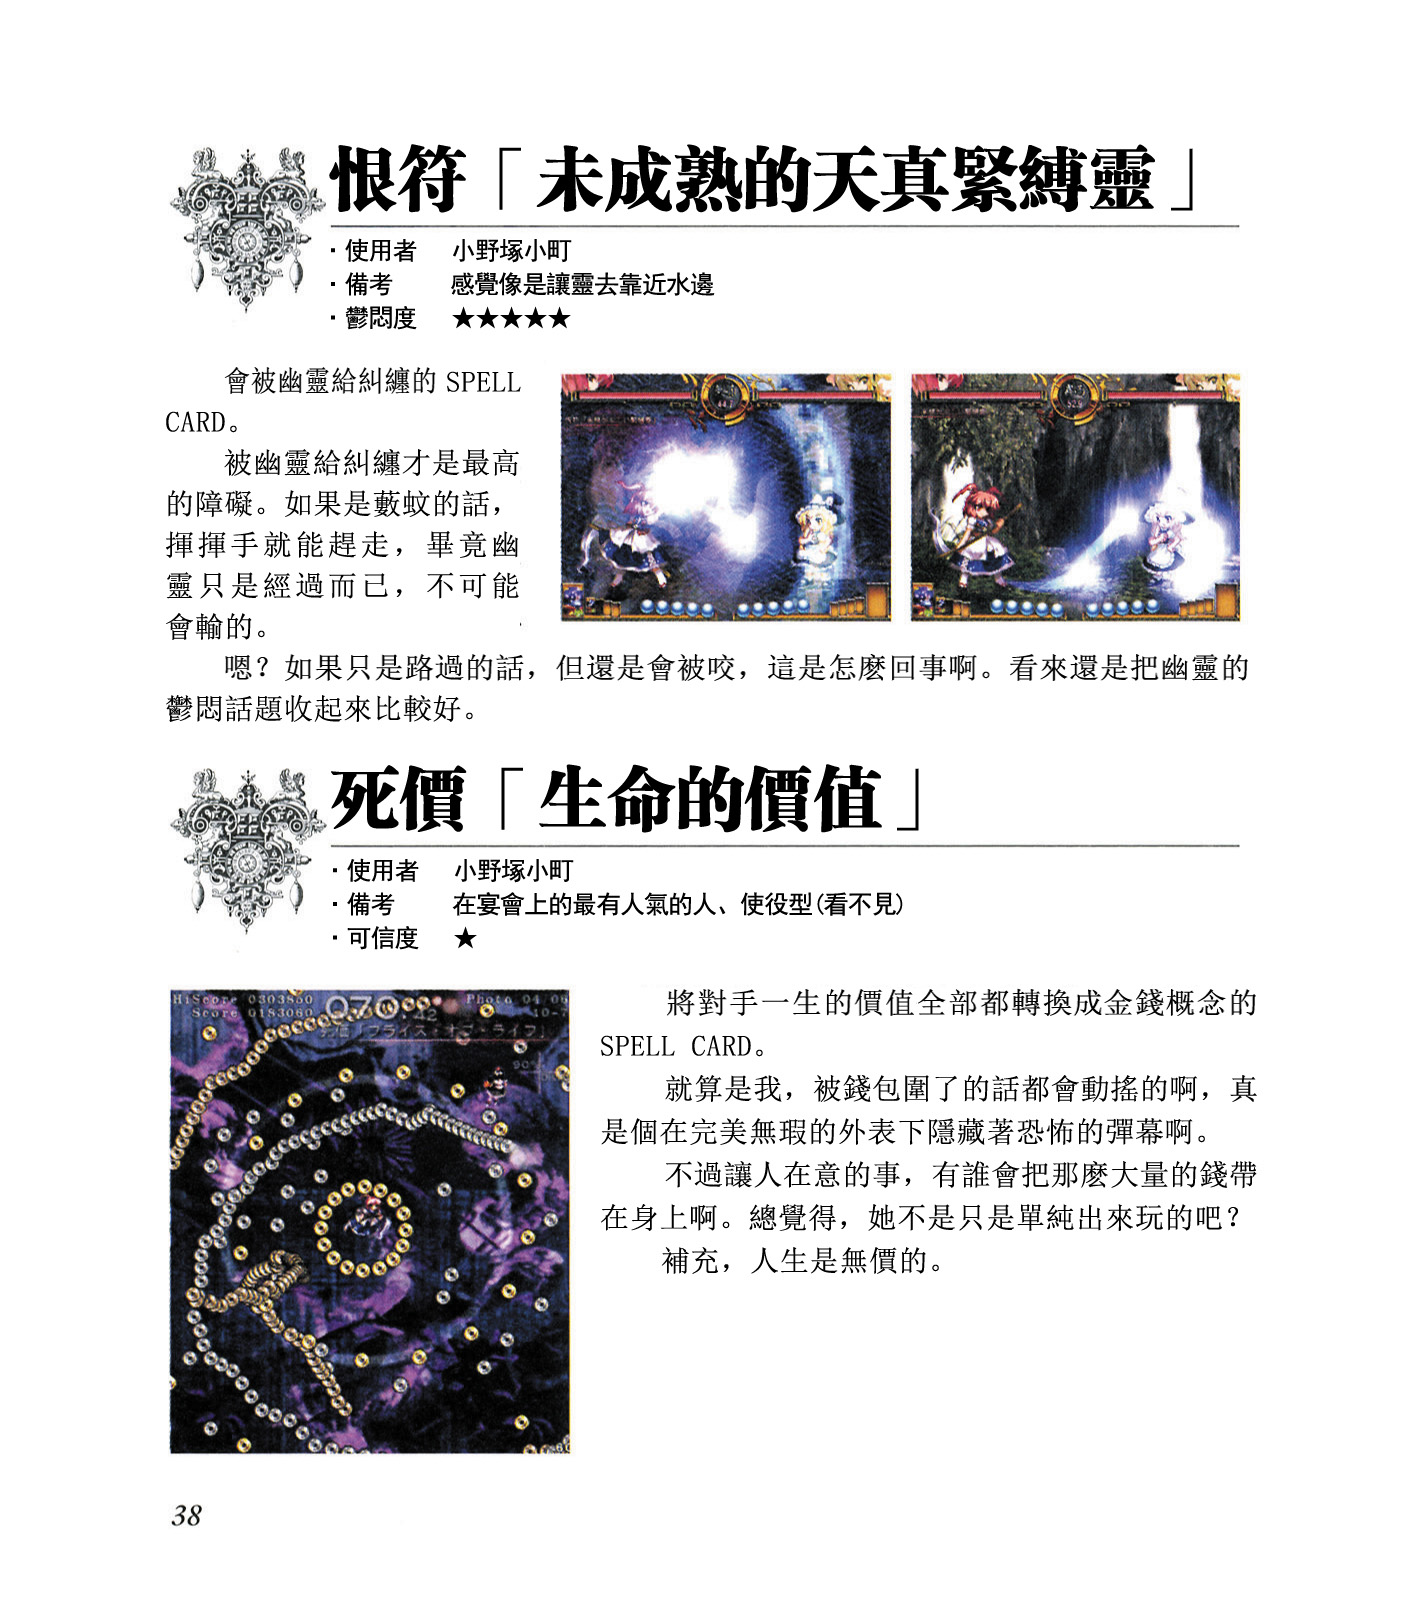 恨符「未成熟的天真緊縛靈」
·使用者 小野塚小町
·備考 感覺像是讓靈去靠近水邊
·鬱悶度 ★★★★★
會被幽靈給糾纏的 SPELL
CARD。
被幽靈給糾纏才是最高
的障礙。如果是藪蚊的話，
揮揮手就能趕走，畢竟幽
靈只是經過而已，不可能
會輸的。
嗯？如果只是路過的話，但還是會被咬，這是怎麼回事啊。看來還是把幽靈的
鬱悶話題收起來比較好。
死價「生命的價值」
·使用者 小野塚小町
·備考 在宴會上的最有人氣的人、使役型(看不見)
·可信度 ★
HiScore 0303850
Score 0183060
070
Photo 04
10-7
「プライス・オブ・ライフ」
將對手一生的價值全部都轉換成金錢概念的
SPELL CARD。
就算是我，被錢包圍了的話都會動搖的啊，真
是個在完美無瑕的外表下隱藏著恐怖的彈幕啊。
不過讓人在意的事，有誰會把那麼大量的錢帶
在身上啊。總覺得，她不是只是單純出來玩的吧？
補充，人生是無價的。
38